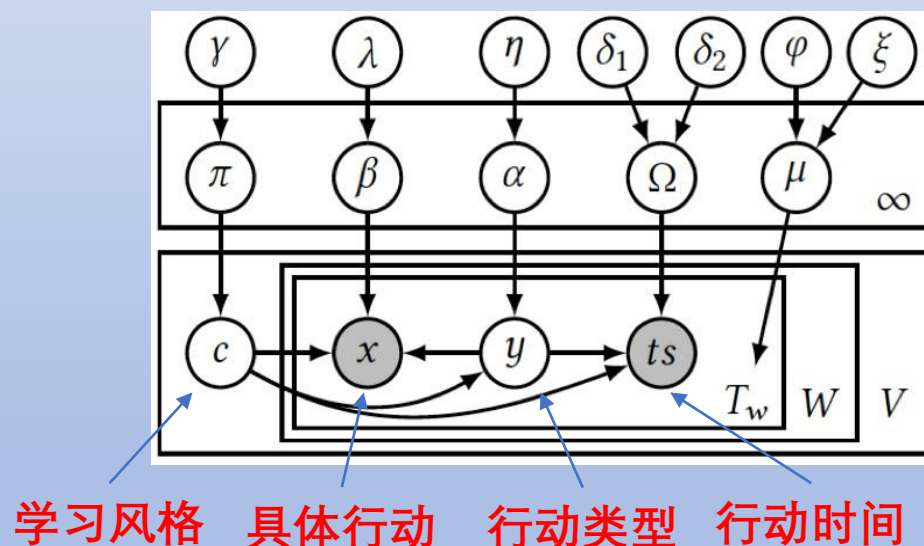 γ λ η δ₁ δ₂ φ ξ
π β α Ω μ ∞
c x y ts
T_w W V
学习风格 具体行动 行动类型 行动时间